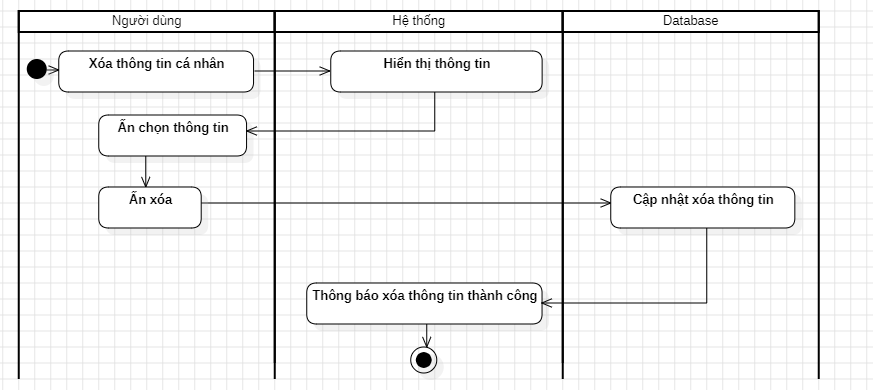 Người dùng
Hệ thống
Database
Xóa thông tin cá nhân
Hiển thị thông tin
Ấn chọn thông tin
Ấn xóa
Cập nhật xóa thông tin
Thông báo xóa thông tin thành công